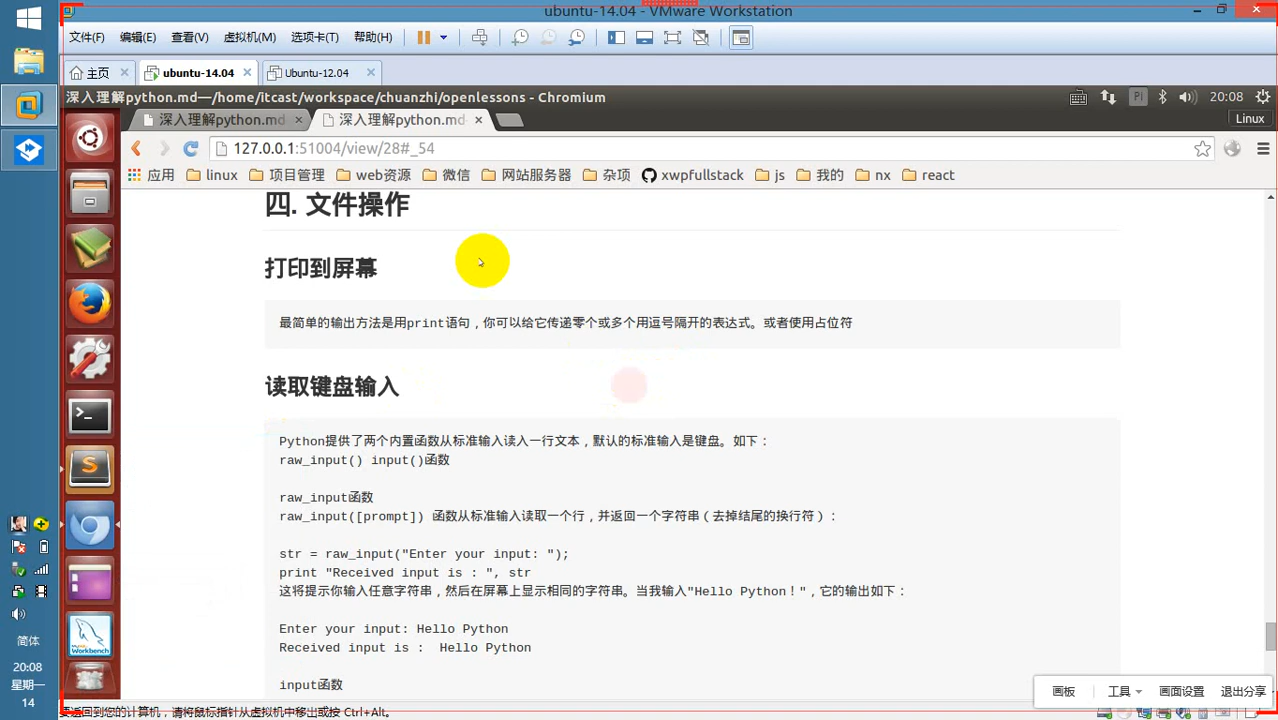 ubuntu-14.04 - VMware Workstation
文件(F) 编辑(E) 查看(V) 虚拟机(M) 选项卡(T) 帮助(H)
主页 ubuntu-14.04 Ubuntu-12.04
深入理解python.md—/home/itcast/workspace/chuanzhi/openlessons - Chromium
Pi 20:08
深入理解python.md 深入理解python.md-
Linux
127.0.0.1:51004/view/28#_54
应用 linux 项目管理 web资源 微信 网站服务器 杂项 xwpfullstack js 我的 nx react
四. 文件操作
打印到屏幕
最简单的输出方法是用print语句，你可以给它传递零个或多个用逗号隔开的表达式。或者使用占位符
读取键盘输入
Python提供了两个内置函数从标准输入读入一行文本，默认的标准输入是键盘。如下：
raw_input() input()函数
raw_input函数
raw_input([prompt]) 函数从标准输入读取一个行，并返回一个字符串（去掉结尾的换行符）：
str = raw_input("Enter your input: ");
print "Received input is : ", str
这将提示你输入任意字符串，然后在屏幕上显示相同的字符串。当我输入"Hello Python！"，它的输出如下：
Enter your input: Hello Python
Received input is :  Hello Python
input函数
MySQL
Workbench
简体
20:08
星期一
14
画板 工具 画面设置 退出分享
要返回到您的计算机，请将鼠标指针从虚拟机中移出或按 Ctrl+Alt。